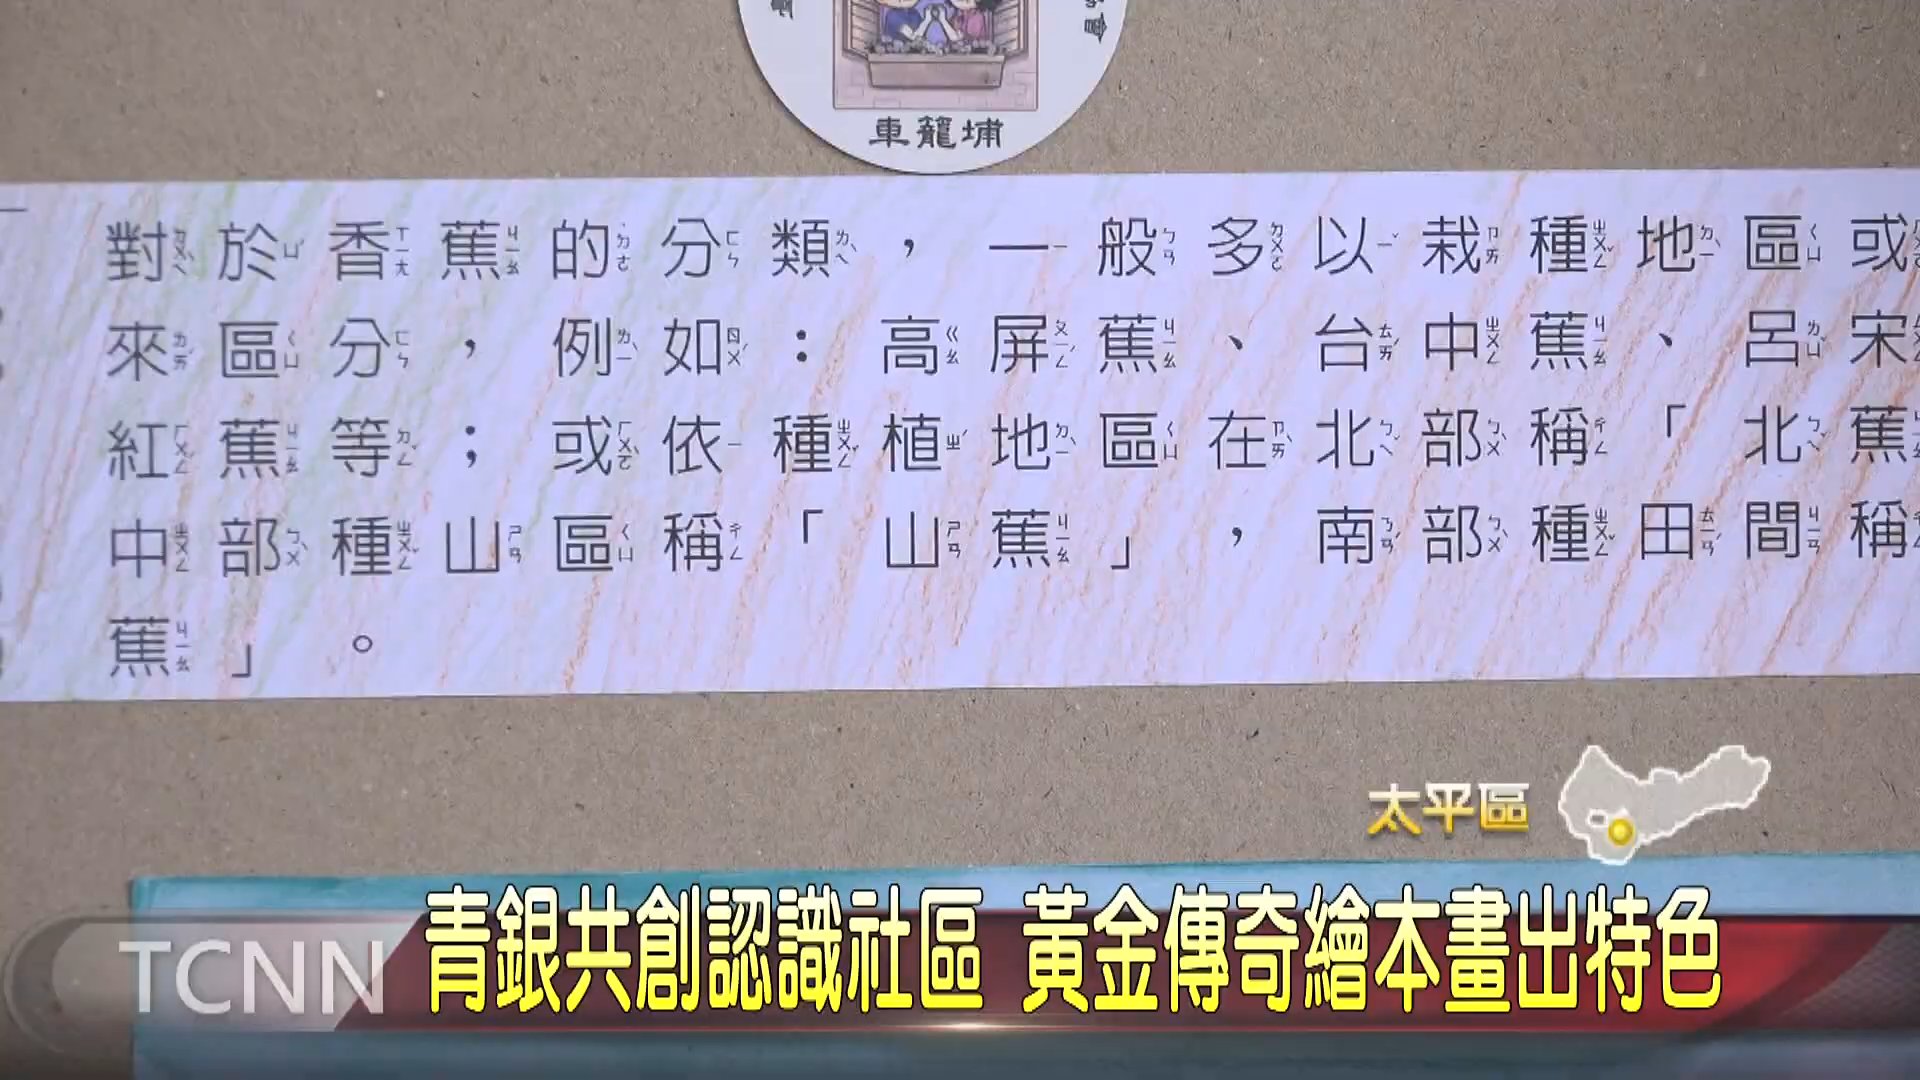 車籠埔
對於香蕉的分類，一般多以栽種地區或
來區分，例如：高屏蕉、台中蕉、呂宋
紅蕉等；或依種植地區在北部稱「北蕉
中部種山區稱「山蕉」，南部種田間稱
蕉」。
太平區
TCNN
青銀共創認識社區 黃金傳奇繪本畫出特色